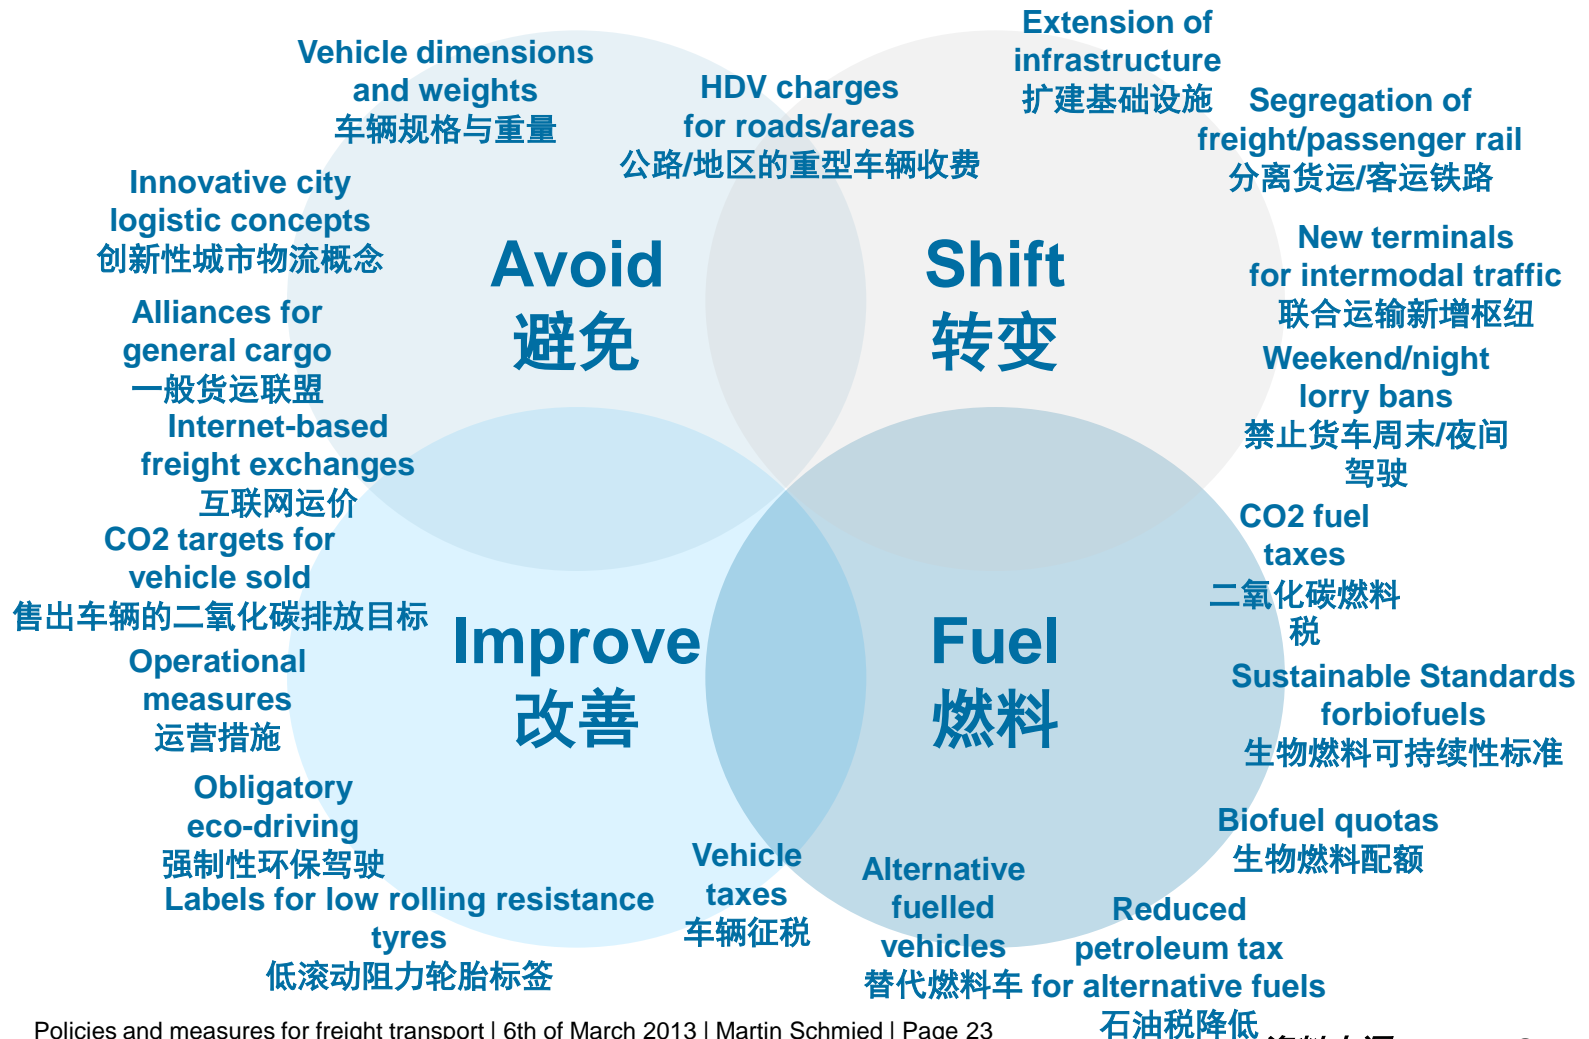 Vehicle dimensions
and weights
车辆规格与重量
HDV charges
for roads/areas
公路/地区的重型车辆收费
Extension of
infrastructure
扩建基础设施
Segregation of
freight/passenger rail
分离货运/客运铁路
Innovative city
logistic concepts
创新性城市物流概念
Avoid
避免
Shift
转变
New terminals
for intermodal traffic
联合运输新增枢纽
Alliances for
general cargo
一般货运联盟
Weekend/night
lorry bans
禁止货车周末/夜间
驾驶
Internet-based
freight exchanges
互联网运价
CO2 targets for
vehicle sold
售出车辆的二氧化碳排放目标
CO2 fuel
taxes
二氧化碳燃料
税
Improve
改善
Fuel
燃料
Operational
measures
运营措施
Sustainable Standards
forbiofuels
生物燃料可持续性标准
Obligatory
eco-driving
强制性环保驾驶
Biofuel quotas
生物燃料配额
Labels for low rolling resistance
tyres
低滚动阻力轮胎标签
Vehicle
taxes
车辆征税
Alternative
fuelled
vehicles
替代燃料车
Reduced
petroleum tax
for alternative fuels
石油税降低
Policies and measures for freight transport | 6th of March 2013 | Martin Schmied | Page 23